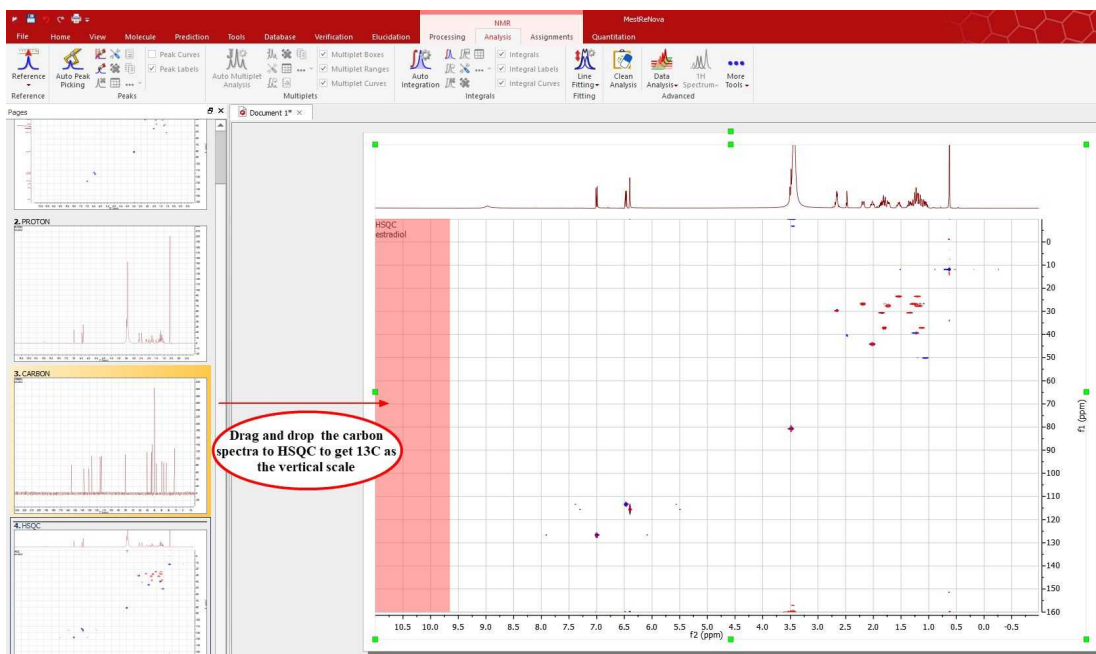 NMR
MestReNova
File Home View Molecule Prediction Tools Database Verification Elucidation Processing Analysis Assignments Quantitation
Reference
Auto Peak Picking
Peak Curves
Peak Labels
Auto Multiplet Analysis
Multiplet Boxes
Multiplet Ranges
Multiplet Curves
Auto Integration
Integrals
Integral Labels
Integral Curves
Line Fitting
Clean Analysis
Data Analysis
1H Spectrum
More Tools
Reference Peaks Multiplets Integrals Fitting Advanced
Pages
Document 1*
2. PROTON
3. CARBON
4. HSQC
Drag and drop the carbon
spectra to HSQC to get 13C as
the vertical scale
HSQC
estradiol
-0
-10
-20
-30
-40
-50
-60
-70
-80
-90
-100
-110
-120
-130
-140
-150
-160
f1 (ppm)
10.5 10.0 9.5 9.0 8.5 8.0 7.5 7.0 6.5 6.0 5.5 5.0 4.5 4.0 3.5 3.0 2.5 2.0 1.5 1.0 0.5 0.0 -0.5
f2 (ppm)